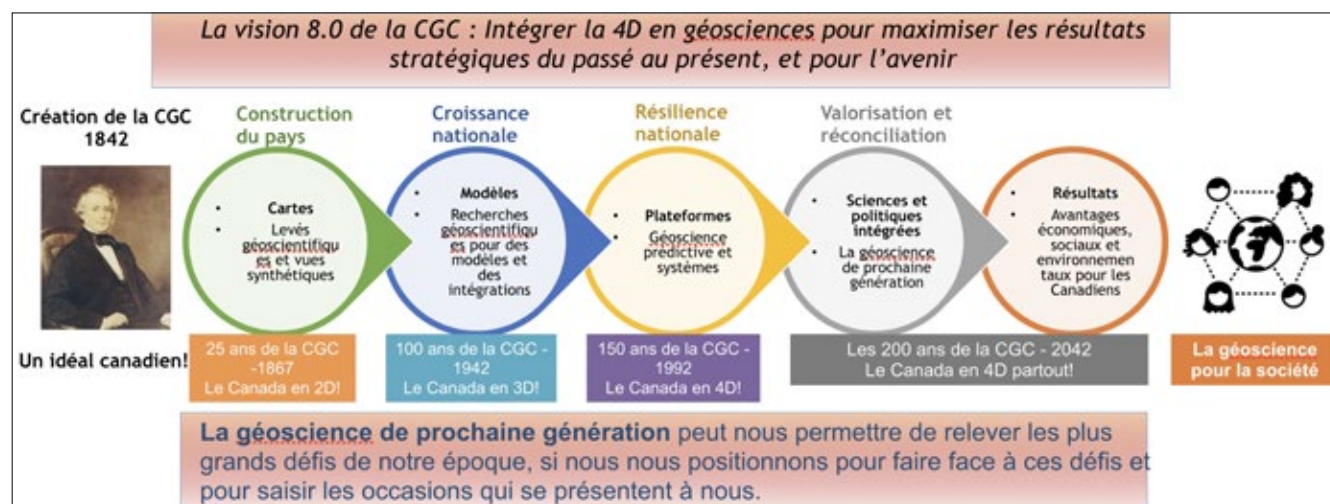 La vision 8.0 de la CGC : Intégrer la 4D en géosciences pour maximiser les résultats
stratégiques du passé au présent, et pour l’avenir
Création de la CGC
1842
Un idéal canadien!
Construction
du pays
• Cartes
• Levés
géoscientifiqu
es et vues
synthétiques
25 ans de la CGC
-1867
Le Canada en 2D!
Croissance
nationale
• Modèles
• Recherches
géoscientifiqu
es pour des
modèles et
des
intégrations
100 ans de la CGC -
1942
Le Canada en 3D!
Résilience
nationale
• Plateformes
• Géoscience
prédictive et
systèmes
150 ans de la CGC -
1992
Le Canada en 4D!
Valorisation et
réconciliation
• Sciences et
politiques
intégrées
• La géoscience
de prochaine
génération
• Résultats
• Avantages
économiques,
sociaux et
environnemen
taux pour les
Canadiens
Les 200 ans de la CGC - 2042
Le Canada en 4D partout!
La géoscience
pour la société
La géoscience de prochaine génération peut nous permettre de relever les plus
grands défis de notre époque, si nous nous positionnons pour faire face à ces défis et
pour saisir les occasions qui se présentent à nous.